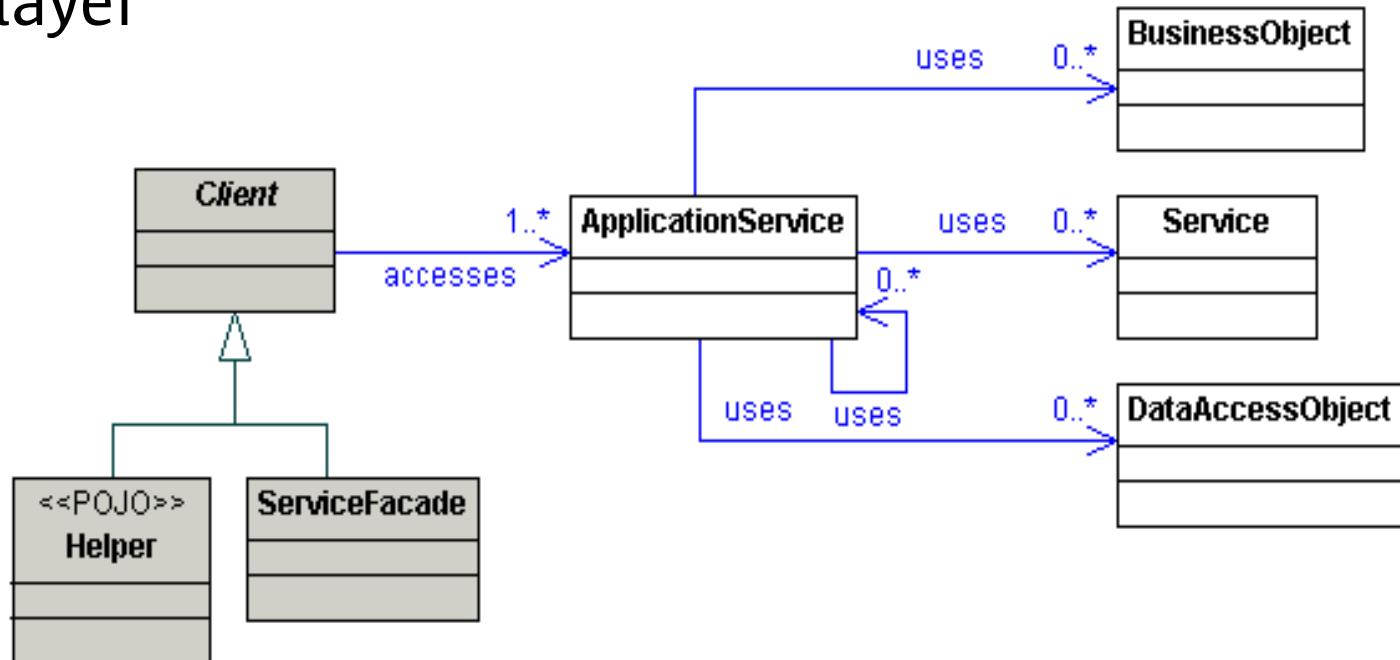 layer
BusinessObject
uses 0..*
Client
1..*
ApplicationService
uses 0..*
Service
accesses
0..*
uses
uses
0..*
DataAccessObject
<<POJO>>
Helper
ServiceFacade